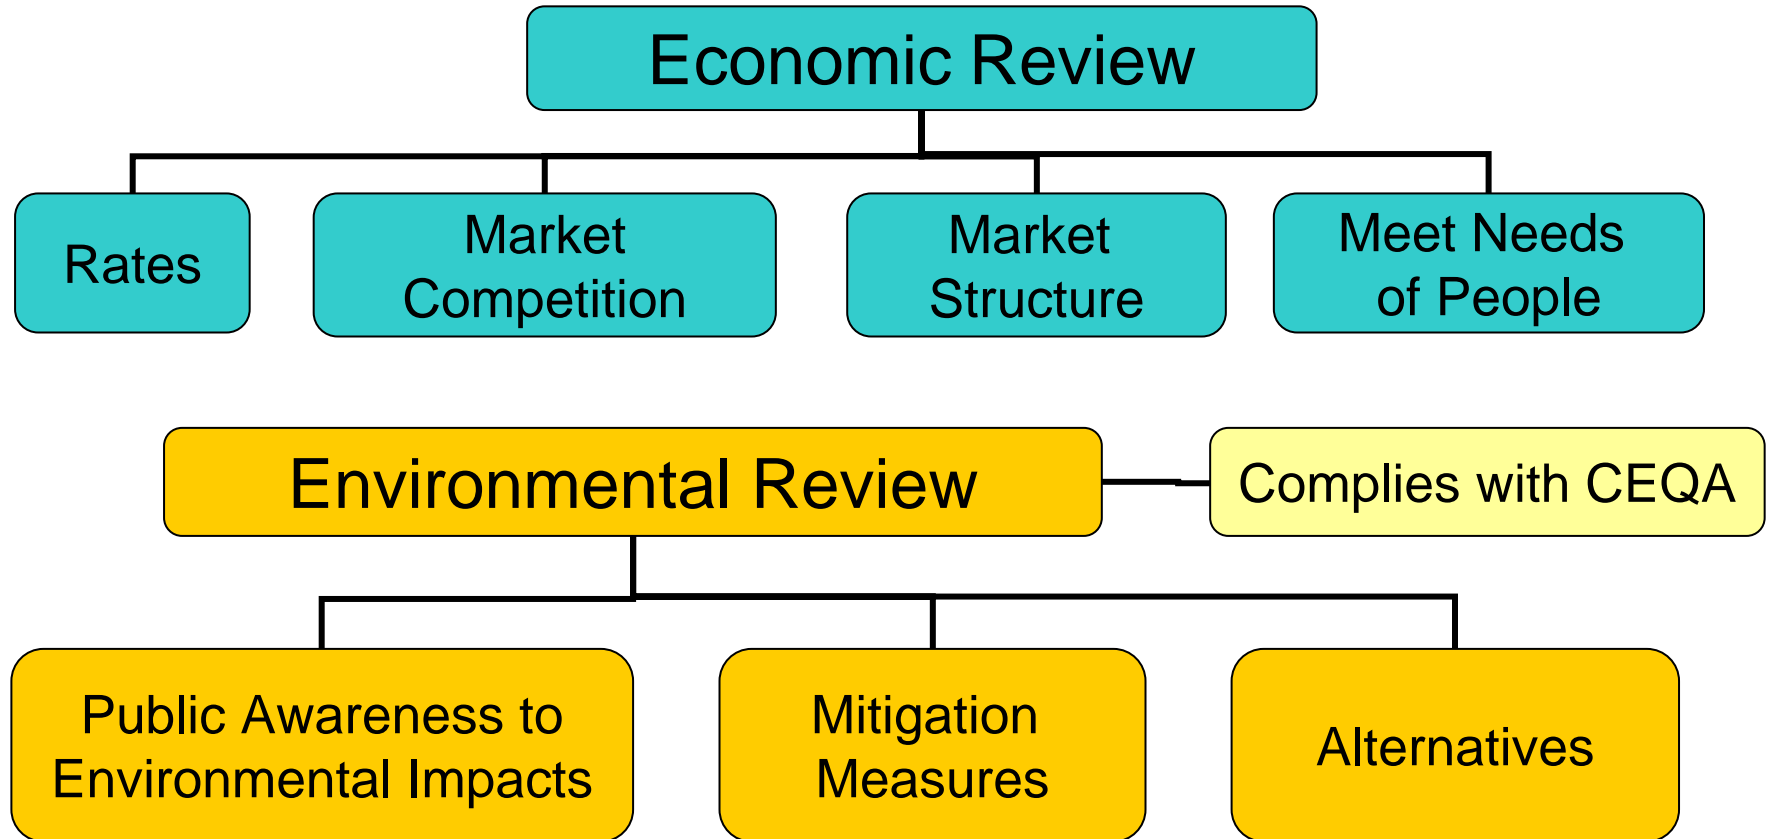 Economic Review
Rates
Market
Competition
Market
Structure
Meet Needs
of People
Environmental Review
Complies with CEQA
Public Awareness to
Environmental Impacts
Mitigation
Measures
Alternatives